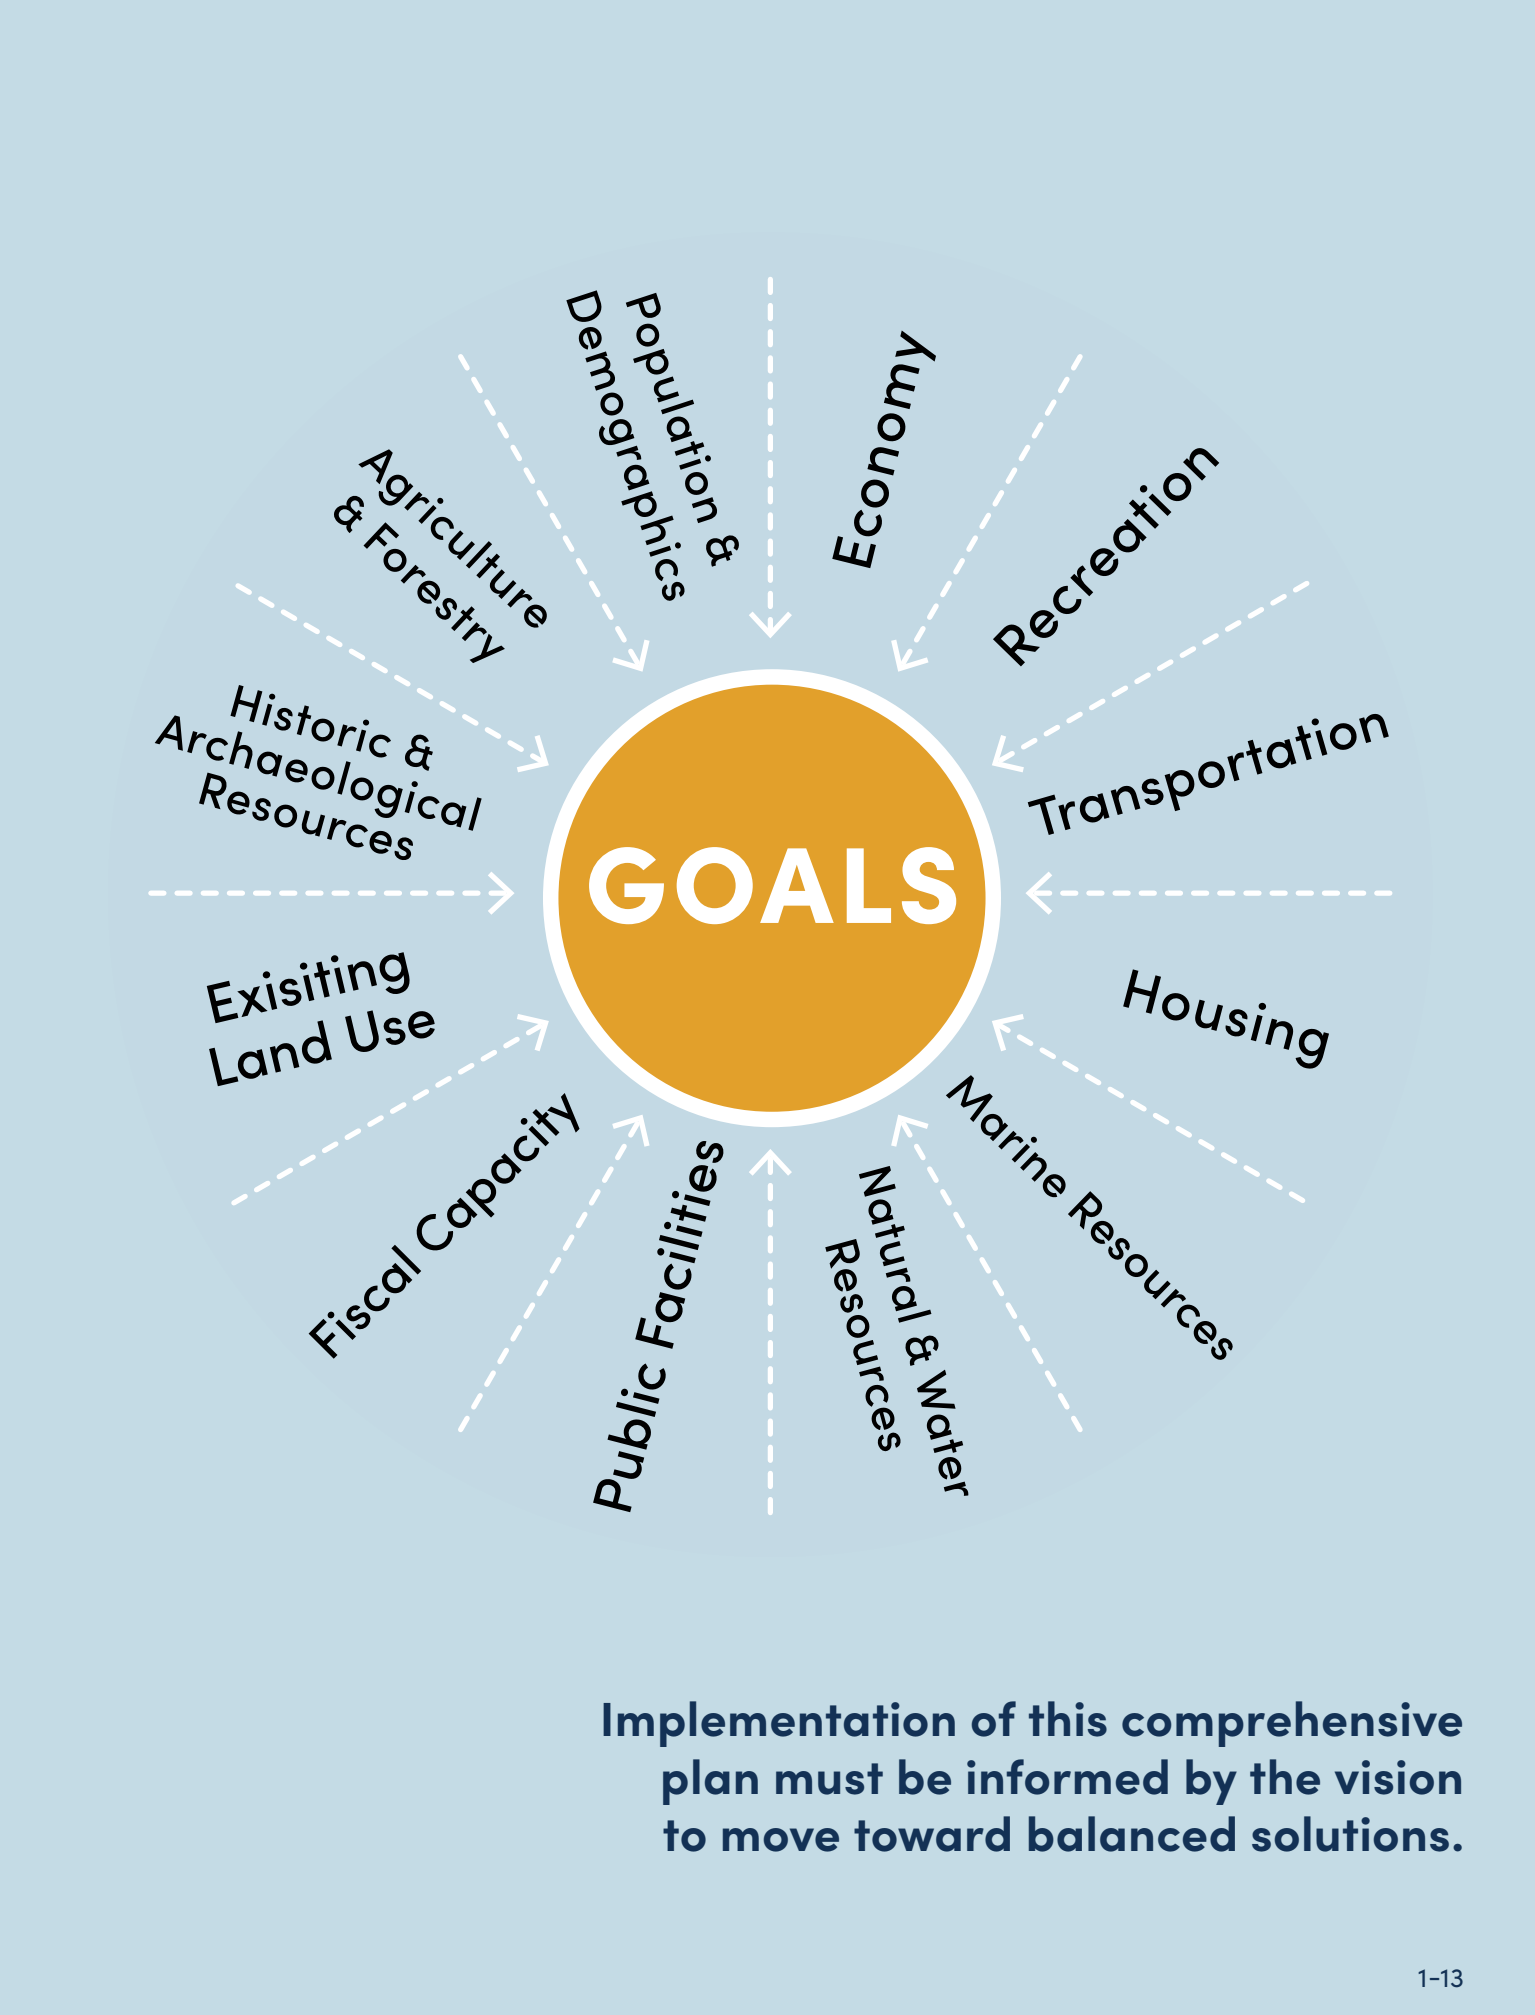 Population &
Demographics
Economy
Recreation
Transportation
Housing
Marine Resources
Natural & Water
Resources
Public Facilities
Fiscal Capacity
Exisiting
Land Use
Historic &
Archaeological
Resources
Agriculture
& Forestry
GOALS
Implementation of this comprehensive
plan must be informed by the vision
to move toward balanced solutions.
1-13